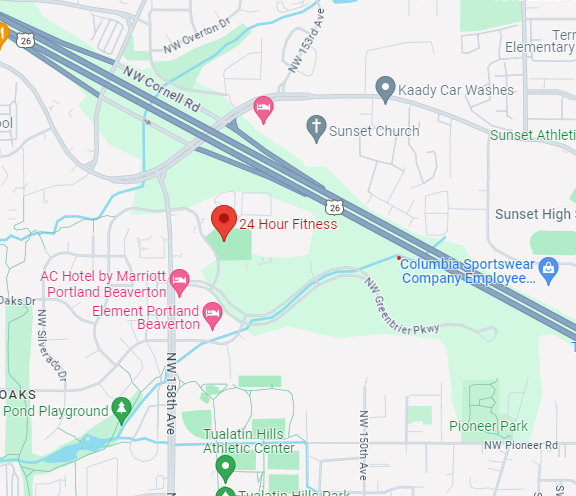 NW Overton Dr
NW 153rd Ave
26
Terr
Elementary
NW Cornell Rd
Kaady Car Washes
ool
Sunset Church
Sunset Athleti
26
Sunset High S
24 Hour Fitness
AC Hotel by Marriott
Portland Beaverton
Columbia Sportswear
Company Employee...
Element Portland
Beaverton
Oaks Dr
NW Silverado Dr
NW Greenbrier Pkwy
NW 158th Ave
OAKS
Pond Playground
NW 150th Ave
Pioneer Park
Tualatin Hills
Athletic Center
NW Pioneer Rd
Tualatin Hills Park